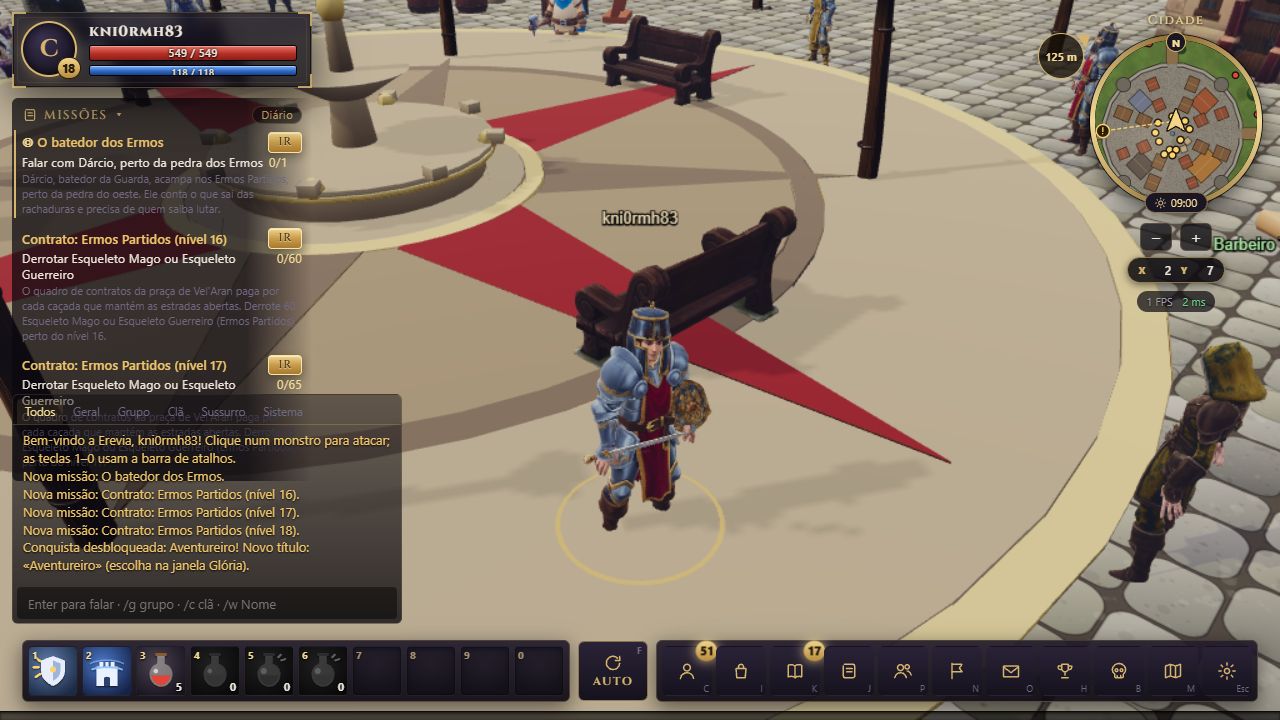 C
18
kni0rmh83
549 / 549
118 / 118
MISSÕES
Diário
O batedor dos Ermos
IR
Falar com Dárcio, perto da pedra dos Ermos 0/1
Dárcio, batedor da Guarda, acampa nos Ermos Partidos,
perto da pedra do oeste. Ele conta o que sai das
rachaduras e precisa de quem saiba lutar.
Contrato: Ermos Partidos (nível 16)
IR
Derrotar Esqueleto Mago ou Esqueleto
Guerreiro
0/60
O quadro de contratos da praça de Vel'Aran paga por
cada caçada que mantém as estradas abertas. Derrote 60
Esqueleto Mago ou Esqueleto Guerreiro (Ermos Partidos)
perto do nível 16.
Contrato: Ermos Partidos (nível 17)
IR
Derrotar Esqueleto Mago ou Esqueleto
Guerreiro
0/65
Todos Geral Grupo Clã Sussurro Sistema
Bem-vindo a Erevia, kni0rmh83! Clique num monstro para atacar;
as teclas 1–0 usam a barra de atalhos.
Nova missão: O batedor dos Ermos.
Nova missão: Contrato: Ermos Partidos (nível 16).
Nova missão: Contrato: Ermos Partidos (nível 17).
Nova missão: Contrato: Ermos Partidos (nível 18).
Conquista desbloqueada: Aventureiro! Novo título:
«Aventureiro» (escolha na janela Glória).
Enter para falar · /g grupo · /c clã · /w Nome
kni0rmh83
CIDADE
125 m
N
!
09:00
− +
Barbeiro
X 2 Y 7
1 FPS 2 ms
1 2 3 4 5 6 7 8 9 0
5 0 0 0
F
AUTO
51 17
C I K J P N O H B M Esc